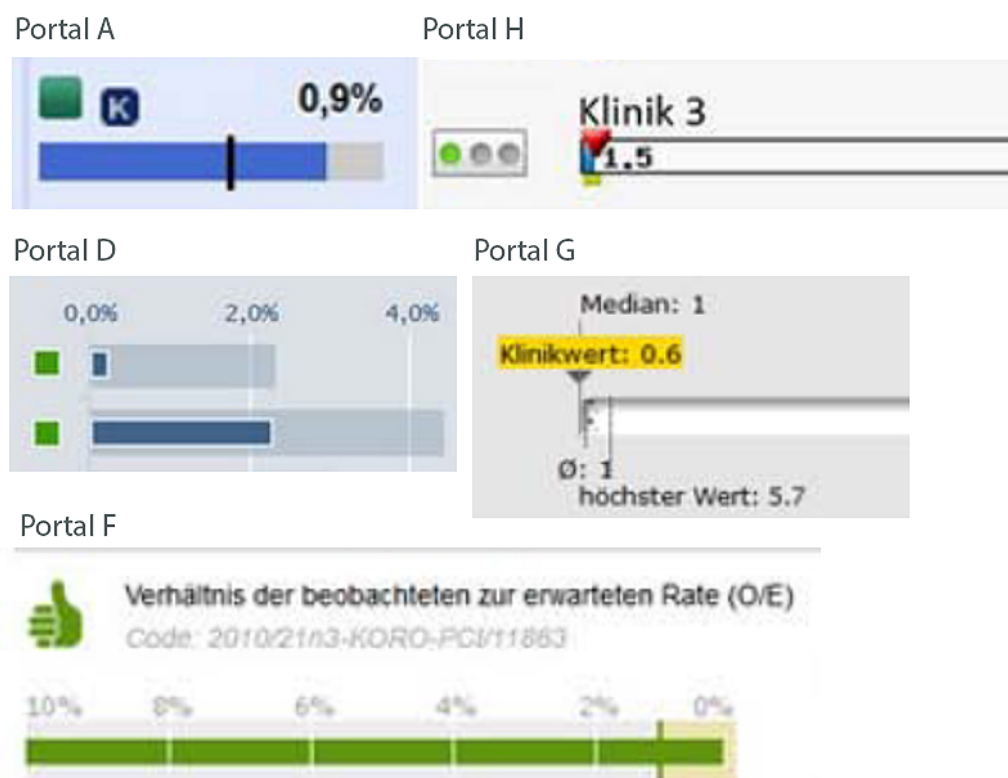 Portal A
Portal H
K
0,9%
Klinik 3
1.5
Portal D
Portal G
0,0% 2,0% 4,0%
Median: 1
Klinikwert: 0.6
Ø: 1
höchster Wert: 5.7
Portal F
Verhältnis der beobachteten zur erwarteten Rate (O/E)
Code: 2010/21n3-KORO-PCI/11863
10% 8% 6% 4% 2% 0%